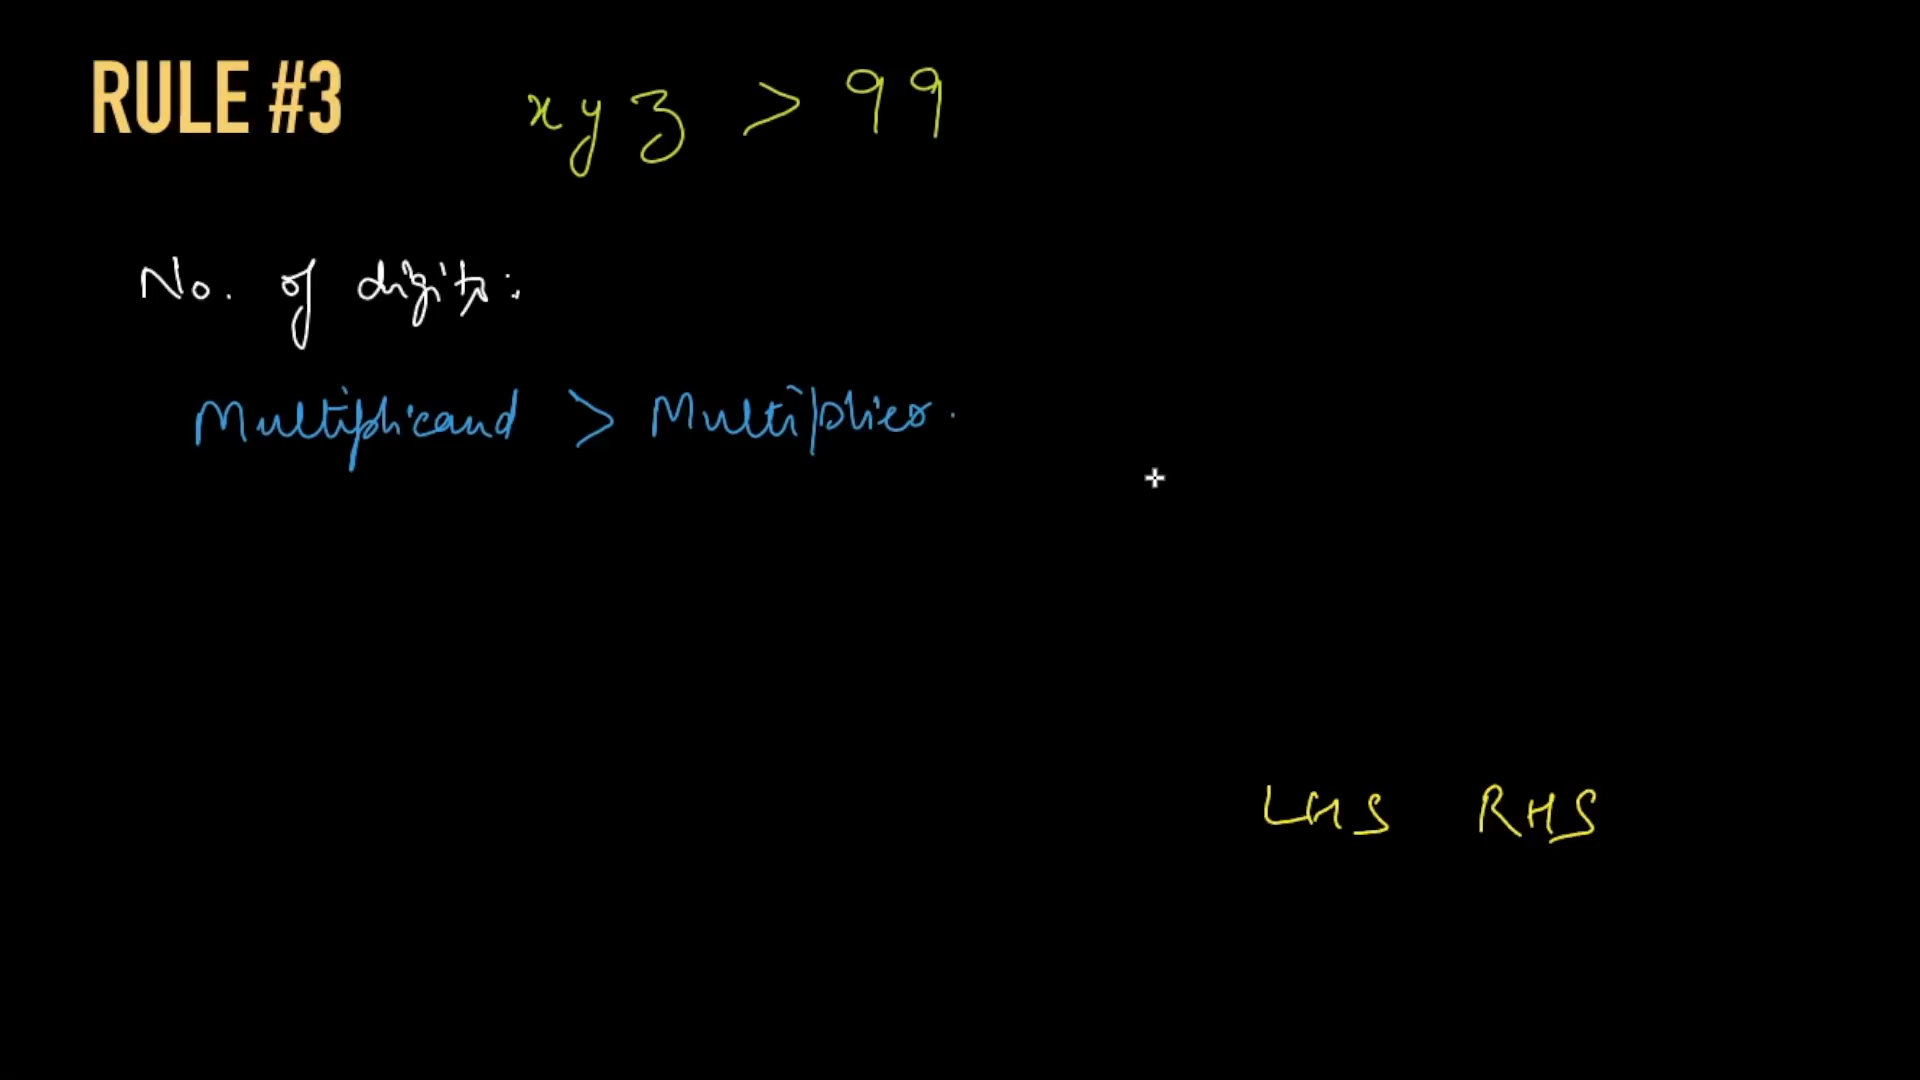 RULE #3 xyz > 99
No. of digits:
Multiplicand > Multiplier.
LHS RHS